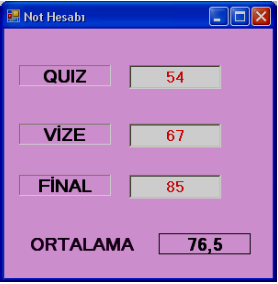 Not Hesabı
QUIZ 54
VİZE 67
FİNAL 85
ORTALAMA 76,5